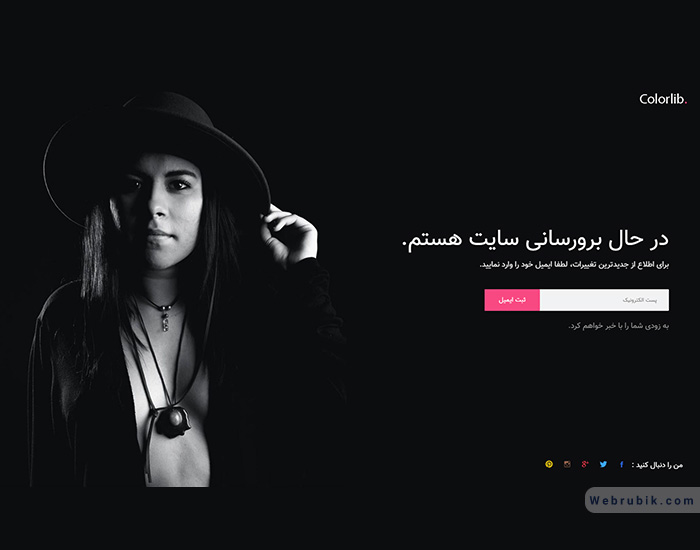 Colorlib.
در حال برورسانی سایت هستم.
برای اطلاع از جدیدترین تغییرات، لطفا ایمیل خود را وارد نمایید.
پست الکترونیک ثبت ایمیل
به زودی شما را با خبر خواهم کرد.
من را دنبال کنید :
Webrubik.com